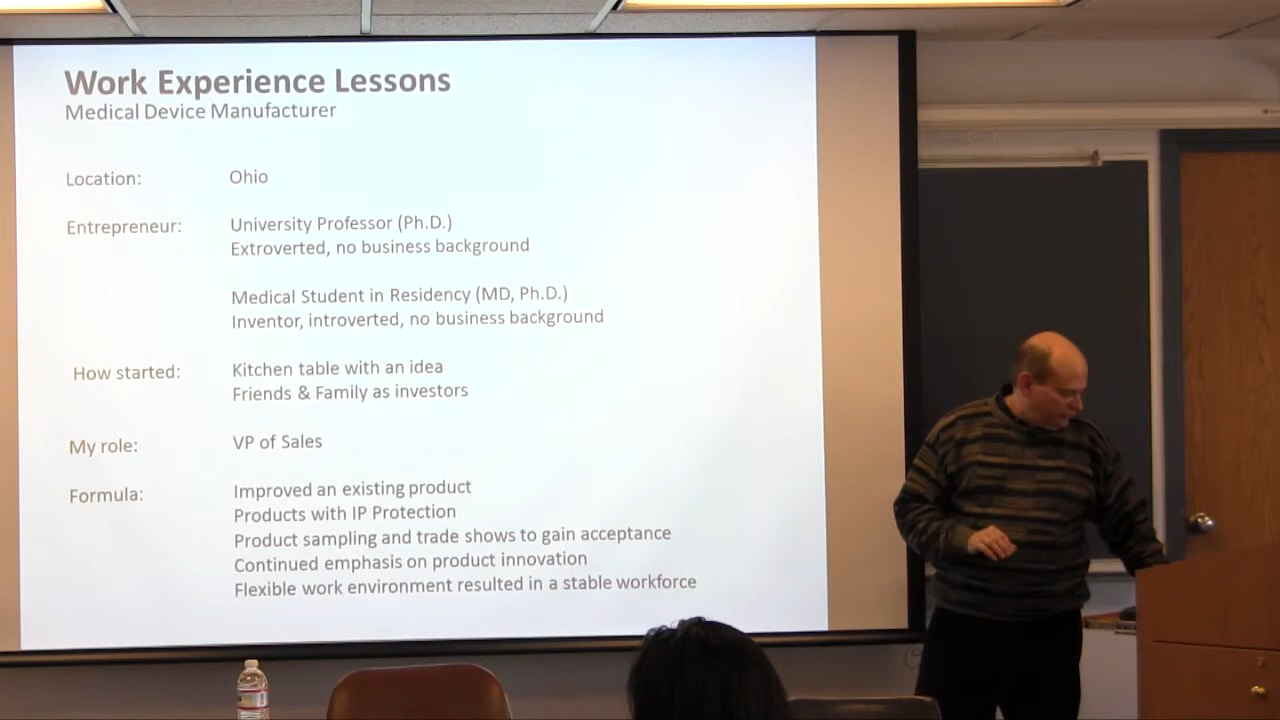 Work Experience Lessons
Medical Device Manufacturer
Location: Ohio
Entrepreneur: University Professor (Ph.D.)
Extroverted, no business background
Medical Student in Residency (MD, Ph.D.)
Inventor, introverted, no business background
How started: Kitchen table with an idea
Friends & Family as investors
My role: VP of Sales
Formula: Improved an existing product
Products with IP Protection
Product sampling and trade shows to gain acceptance
Continued emphasis on product innovation
Flexible work environment resulted in a stable workforce